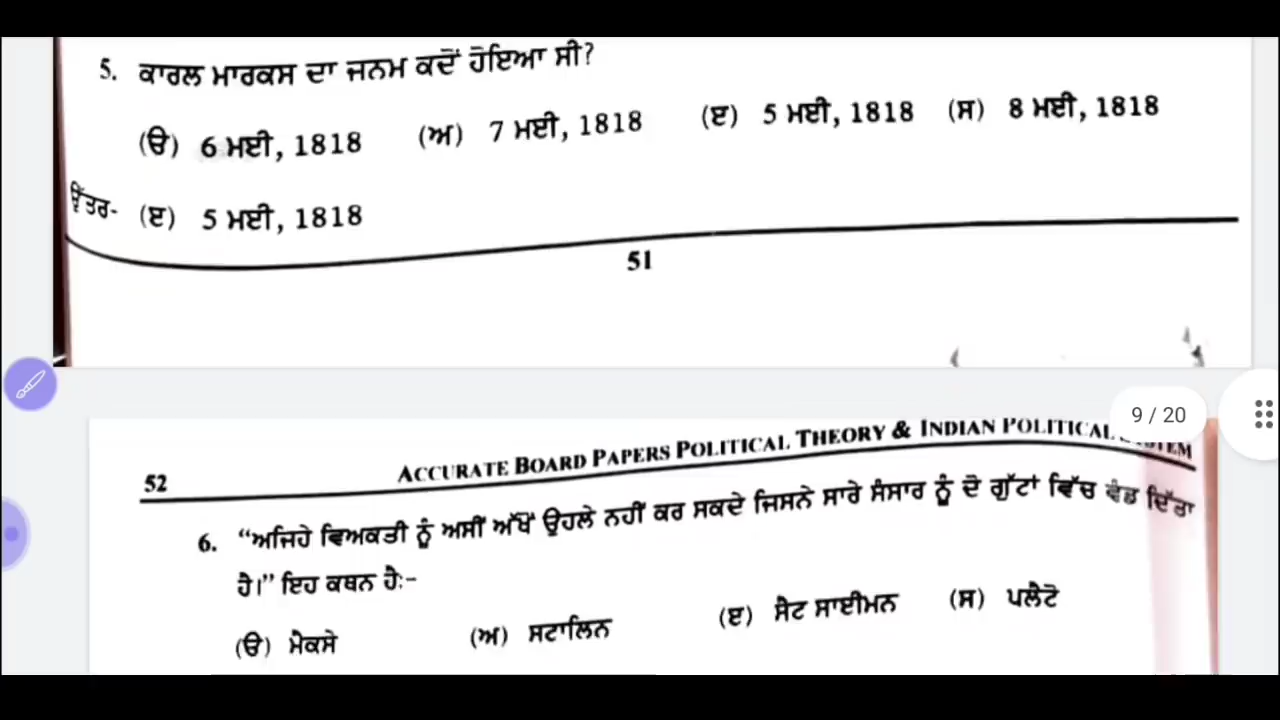 5. ਕਾਰਲ ਮਾਰਕਸ ਦਾ ਜਨਮ ਕਦੋਂ ਹੋਇਆ ਸੀ?
(ੳ) 6 ਮਈ, 1818 (ਅ) 7 ਮਈ, 1818 (ੲ) 5 ਮਈ, 1818 (ਸ) 8 ਮਈ, 1818
ਉੱਤਰ- (ੲ) 5 ਮਈ, 1818
51
9 / 20
52 ACCURATE BOARD PAPERS POLITICAL THEORY & INDIAN POLITICAL
6. “ਅਜਿਹੇ ਵਿਅਕਤੀ ਨੂੰ ਅਸੀਂ ਅੱਖੋਂ ਉਹਲੇ ਨਹੀਂ ਕਰ ਸਕਦੇ ਜਿਸਨੇ ਸਾਰੇ ਸੰਸਾਰ ਨੂੰ ਦੋ ਗੁੱਟਾਂ ਵਿੱਚ ਵੰਡ ਦਿੱਤਾ
ਹੈ।” ਇਹ ਕਥਨ ਹੈ:-
(ੳ) ਮੈਕਸੇ (ਅ) ਸਟਾਲਿਨ (ੲ) ਸੈਟ ਸਾਈਮਨ (ਸ) ਪਲੈਟੋ